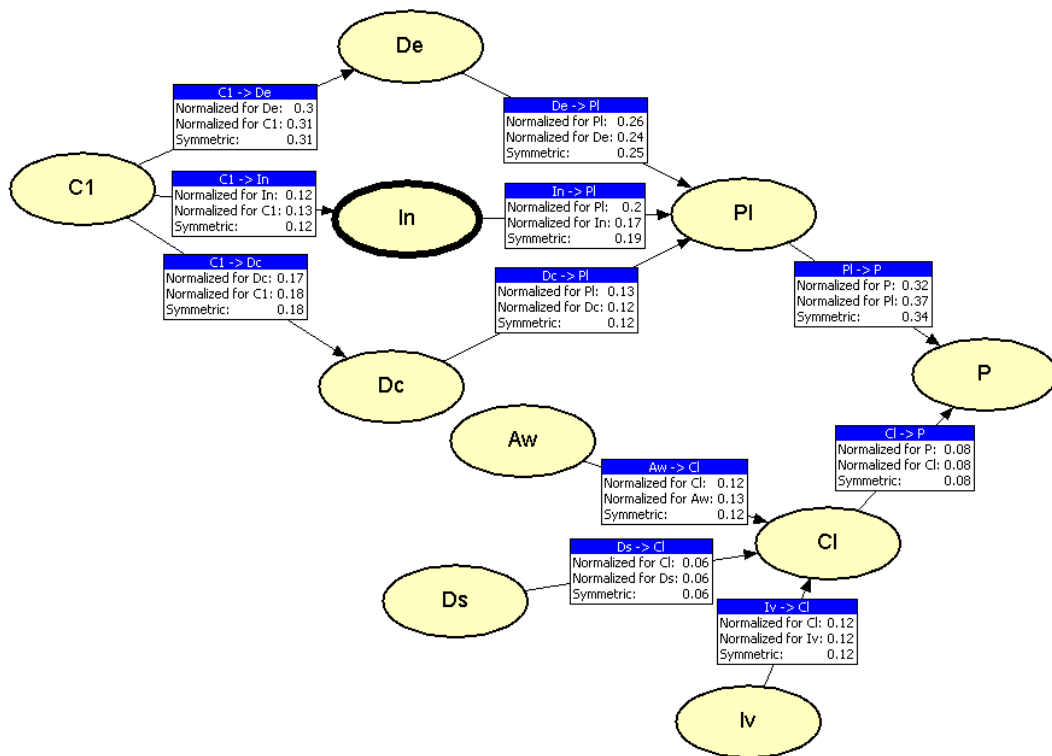 De
C1 -> De
Normalized for De: 0.3
Normalized for C1: 0.31
Symmetric: 0.31
De -> Pl
Normalized for Pl: 0.26
Normalized for De: 0.24
Symmetric: 0.25
C1
C1 -> In
Normalized for In: 0.12
Normalized for C1: 0.13
Symmetric: 0.12
In
In -> Pl
Normalized for Pl: 0.2
Normalized for In: 0.17
Symmetric: 0.19
Pl
C1 -> Dc
Normalized for Dc: 0.17
Normalized for C1: 0.18
Symmetric: 0.18
Dc -> Pl
Normalized for Pl: 0.13
Normalized for Dc: 0.12
Symmetric: 0.12
Pl -> P
Normalized for P: 0.32
Normalized for Pl: 0.37
Symmetric: 0.34
Dc
P
Aw
Cl -> P
Normalized for P: 0.08
Normalized for Cl: 0.08
Symmetric: 0.08
Aw -> Cl
Normalized for Cl: 0.12
Normalized for Aw: 0.13
Symmetric: 0.12
Cl
Ds -> Cl
Normalized for Cl: 0.06
Normalized for Ds: 0.06
Symmetric: 0.06
Ds
Iv -> Cl
Normalized for Cl: 0.12
Normalized for Iv: 0.12
Symmetric: 0.12
Iv